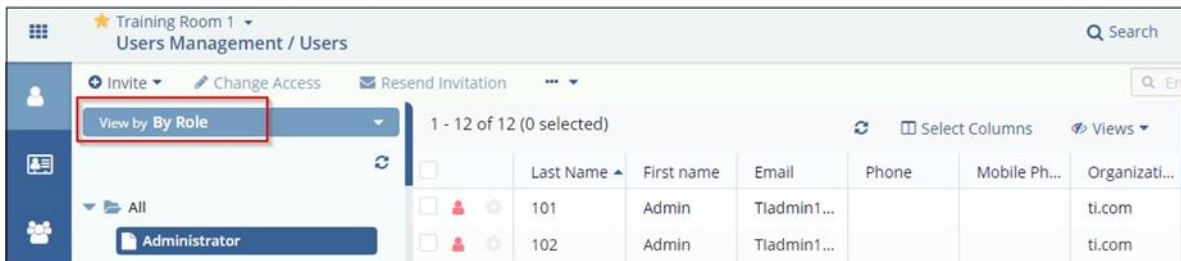 Training Room 1
Users Management / Users
Search
Invite
Change Access
Resend Invitation
View by By Role
1 - 12 of 12 (0 selected)
Select Columns
Views
Last Name
First name
Email
Phone
Mobile Ph...
Organizati...
All
101
Admin
TIadmin1...
ti.com
Administrator
102
Admin
TIadmin1...
ti.com